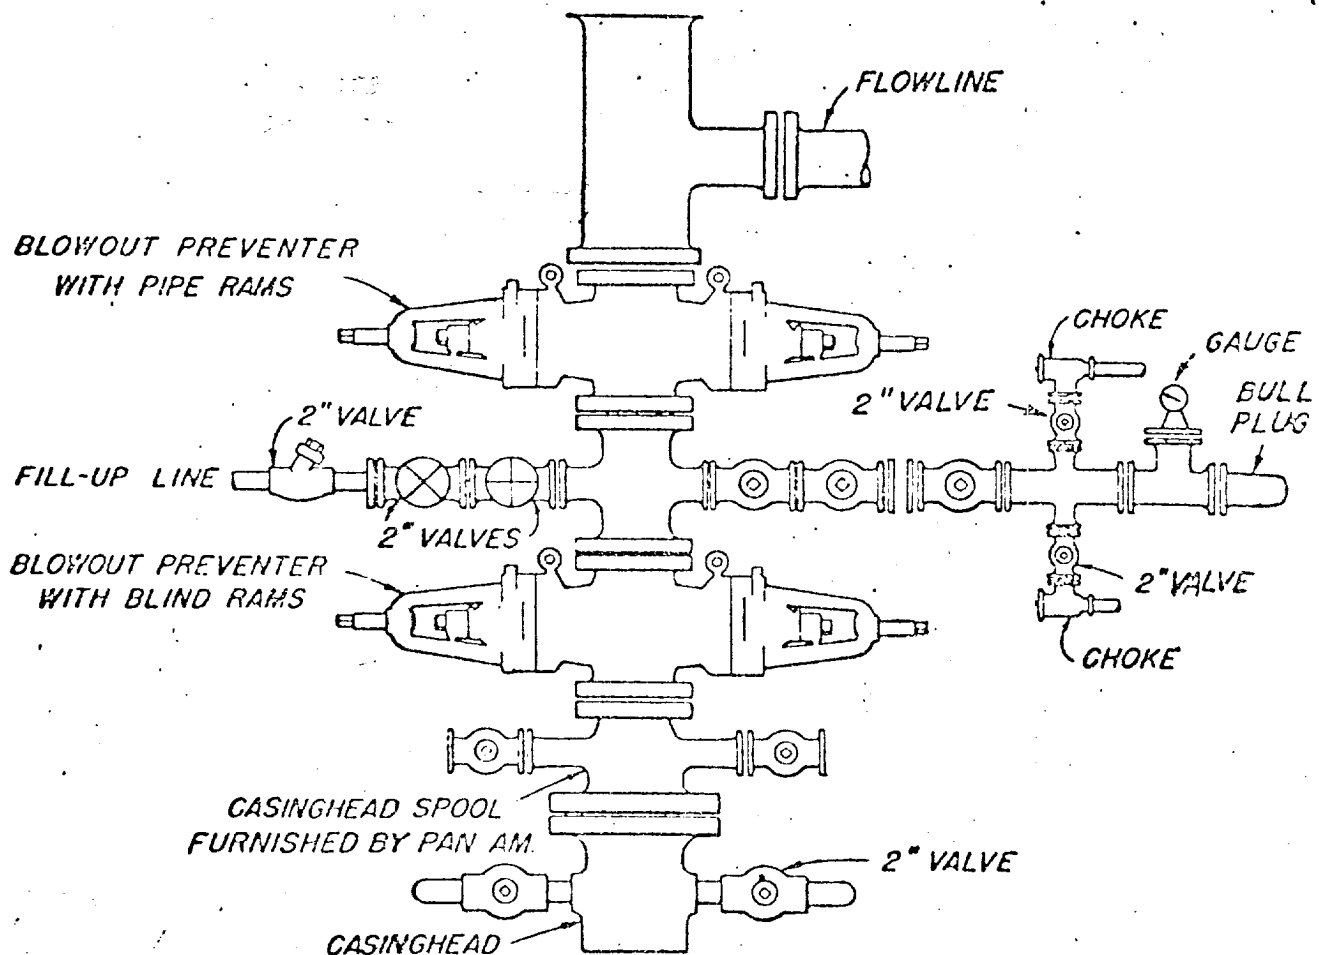 FLOWLINE
BLOWOUT PREVENTER
WITH PIPE RAMS
CHOKE
GAUGE
2" VALVE
BULL
PLUG
2" VALVE
FILL-UP LINE
2" VALVES
BLOWOUT PREVENTER
WITH BLIND RAMS
2" VALVE
CHOKE
CASINGHEAD SPOOL
FURNISHED BY PAN AM.
2" VALVE
CASINGHEAD